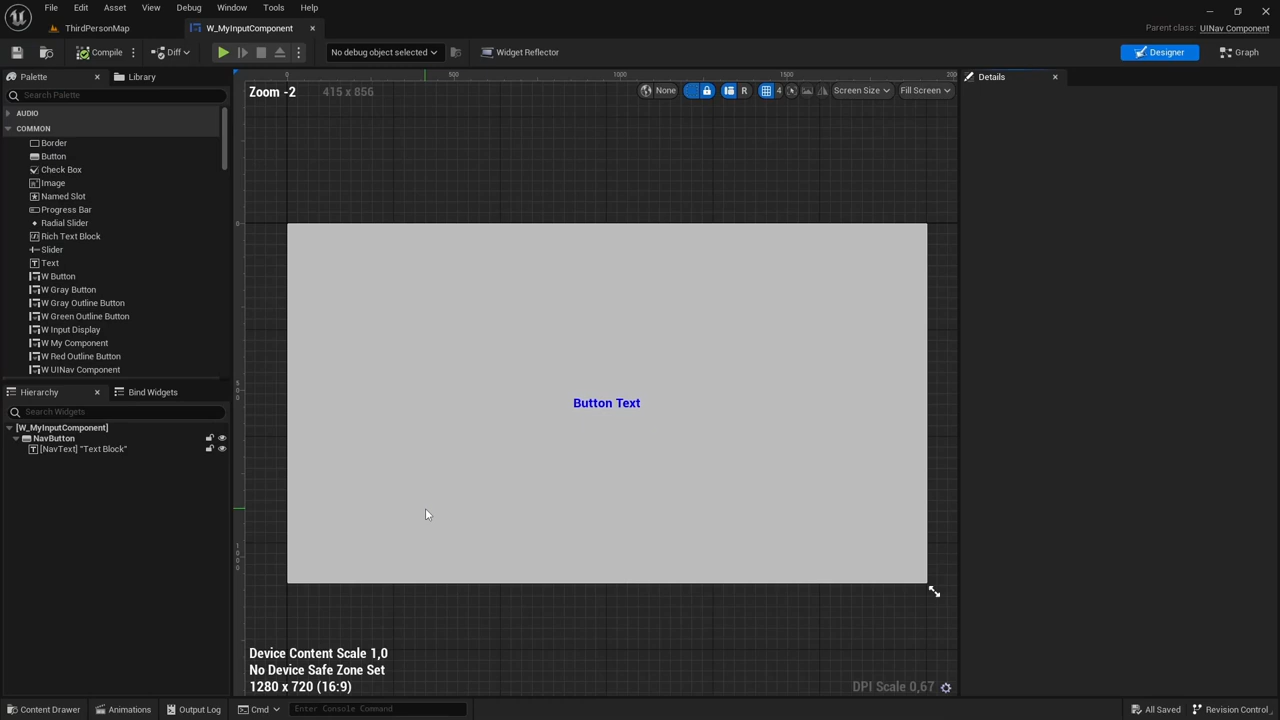 File Edit Asset View Debug Window Tools Help
ThirdPersonMap W_MyInputComponent Parent class: UINav Component
Compile Diff No debug object selected Widget Reflector Designer Graph
Palette Library
Search Palette
AUDIO
COMMON
Border
Button
Check Box
Image
Named Slot
Progress Bar
Radial Slider
Rich Text Block
Slider
Text
W Button
W Gray Button
W Gray Outline Button
W Green Outline Button
W Input Display
W My Component
W Red Outline Button
W UINav Component
Hierarchy Bind Widgets
Search Widgets
[W_MyInputComponent]
NavButton
[NavText] "Text Block"
0 500 1000 1500 200
Zoom -2 415 x 856 None R 4 Screen Size Fill Screen
0
500
1000
Button Text
Device Content Scale 1,0
No Device Safe Zone Set
1280 x 720 (16:9)
DPI Scale 0,67
Details
Content Drawer Animations Output Log Cmd Enter Console Command All Saved Revision Control